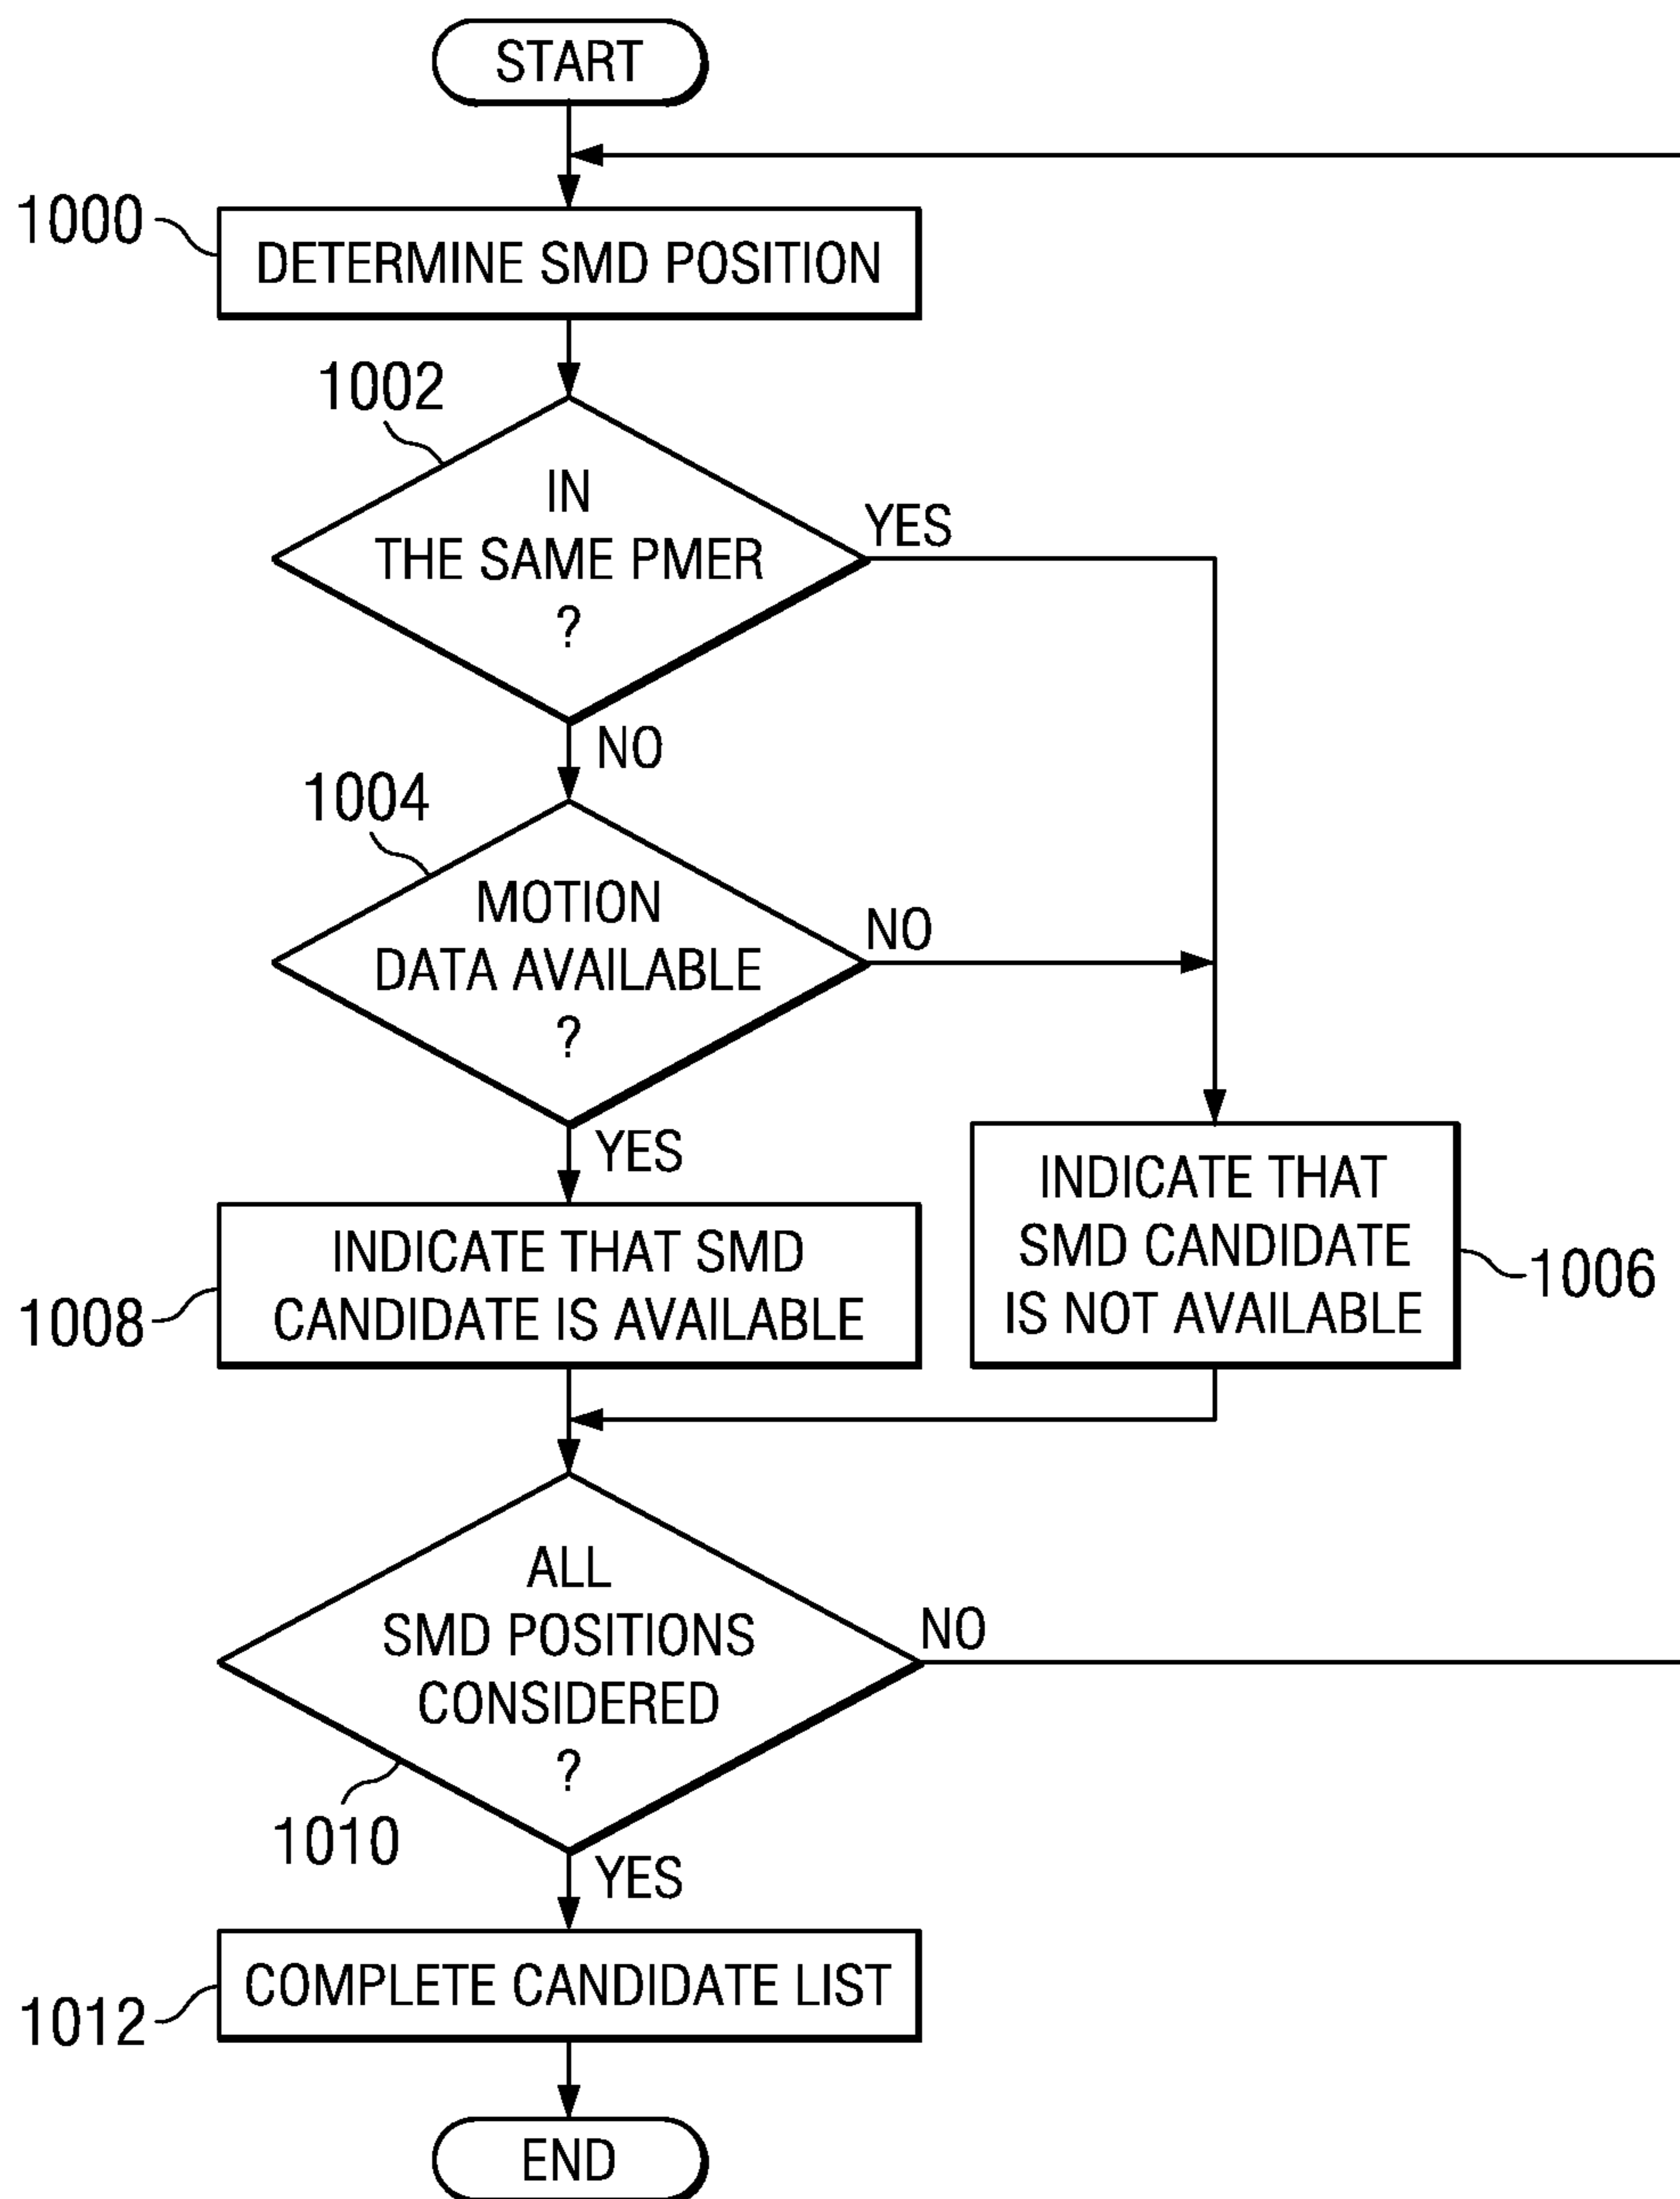 START
1000
DETERMINE SMD POSITION
1002
IN
THE SAME PMER
?
YES
NO
1004
MOTION
DATA AVAILABLE
?
NO
YES
INDICATE THAT SMD
CANDIDATE IS AVAILABLE
1008
INDICATE THAT
SMD CANDIDATE
IS NOT AVAILABLE
1006
ALL
SMD POSITIONS
CONSIDERED
?
NO
1010
YES
COMPLETE CANDIDATE LIST
1012
END